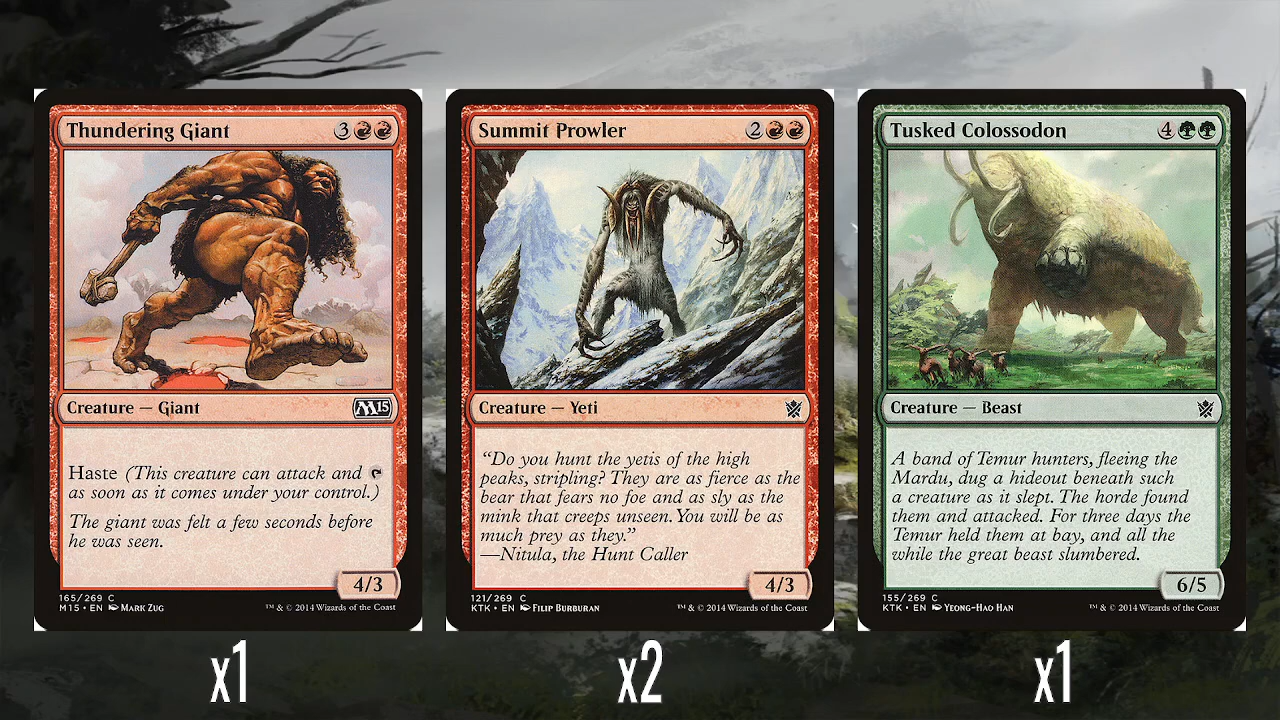 Thundering Giant 3
Creature — Giant M15
Haste (This creature can attack and
as soon as it comes under your control.)
The giant was felt a few seconds before
he was seen.
4/3
165/269 C
M15 • EN Mark Zug
™ & © 2014 Wizards of the Coast
x1
Summit Prowler 2
Creature — Yeti
“Do you hunt the yetis of the high
peaks, stripling? They are as fierce as the
bear that fears no foe and as sly as the
mink that creeps unseen. You will be as
much prey as they.”
—Nitula, the Hunt Caller
4/3
121/269 C
KTK • EN Filip Burburan
™ & © 2014 Wizards of the Coast
x2
Tusked Colossodon 4
Creature — Beast
A band of Temur hunters, fleeing the
Mardu, dug a hideout beneath such
a creature as it slept. The horde found
them and attacked. For three days the
Temur held them at bay, and all the
while the great beast slumbered.
6/5
155/269 C
KTK • EN Yeong-Hao Han
™ & © 2014 Wizards of the Coast
x1